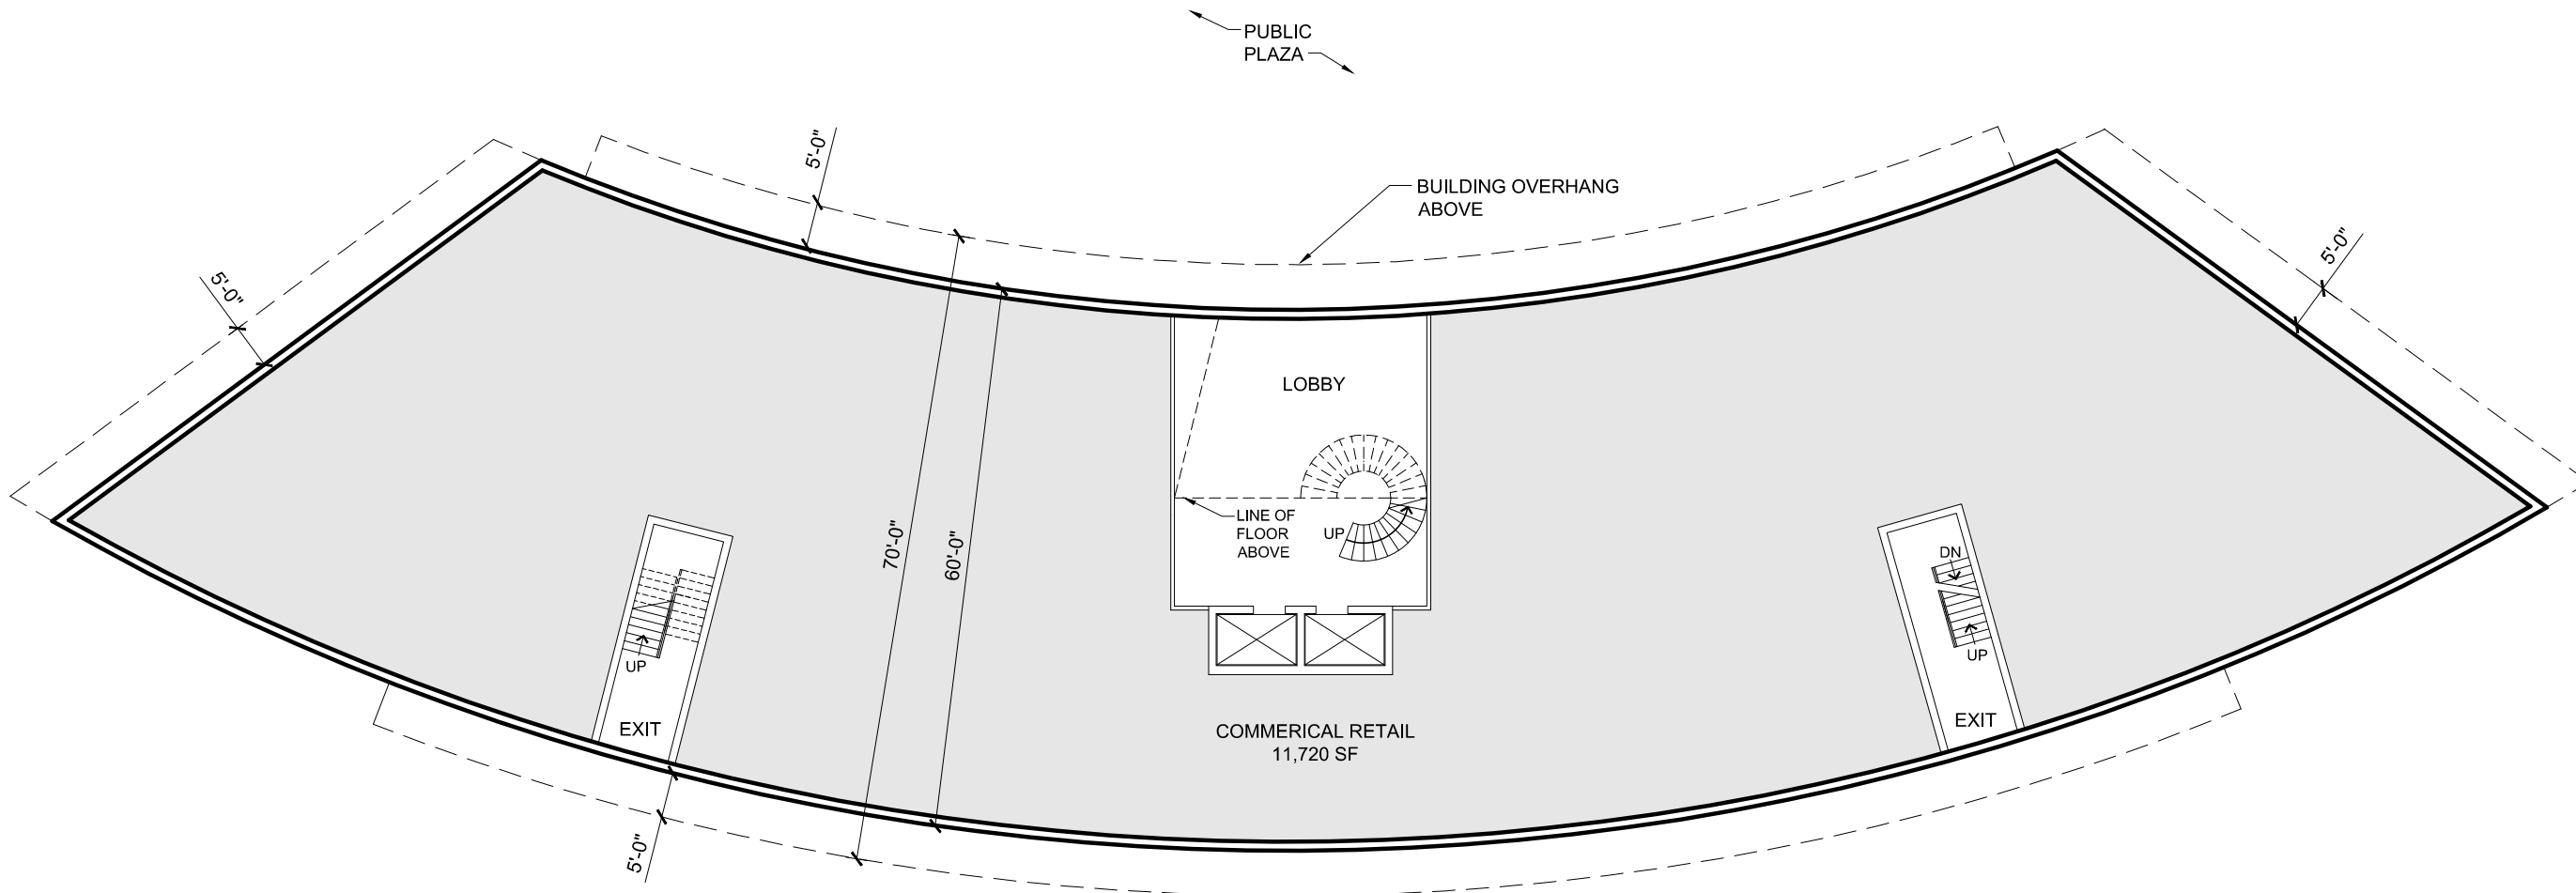 PUBLIC
PLAZA
5'-0"
BUILDING OVERHANG
ABOVE
5'-0"
5'-0"
LOBBY
LINE OF
FLOOR
ABOVE
UP
70'-0"
60'-0"
DN
UP
UP
EXIT
EXIT
COMMERICAL RETAIL
11,720 SF
5'-0"